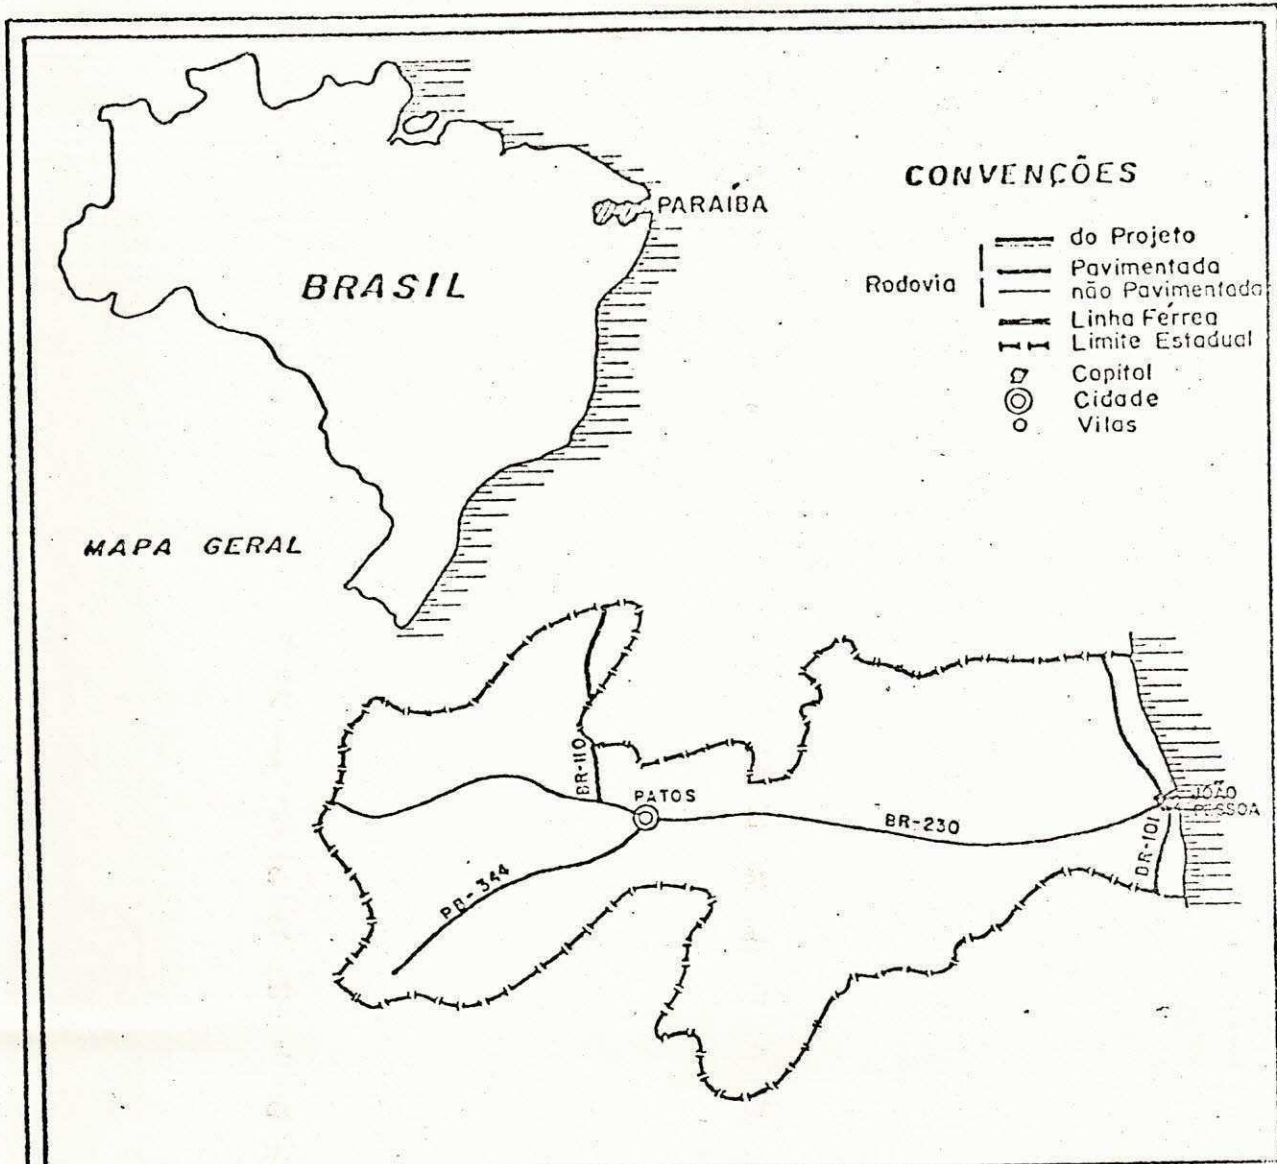 CONVENÇÕES
PARAÍBA
BRASIL
Rodovia
do Projeto
Pavimentada
não Pavimentada
Linha Férrea
Limite Estadual
Capital
Cidade
Vilas
MAPA GERAL
BR-110
PATOS
BR-230
JOÃO
PESSOA
BR-101
PB-344